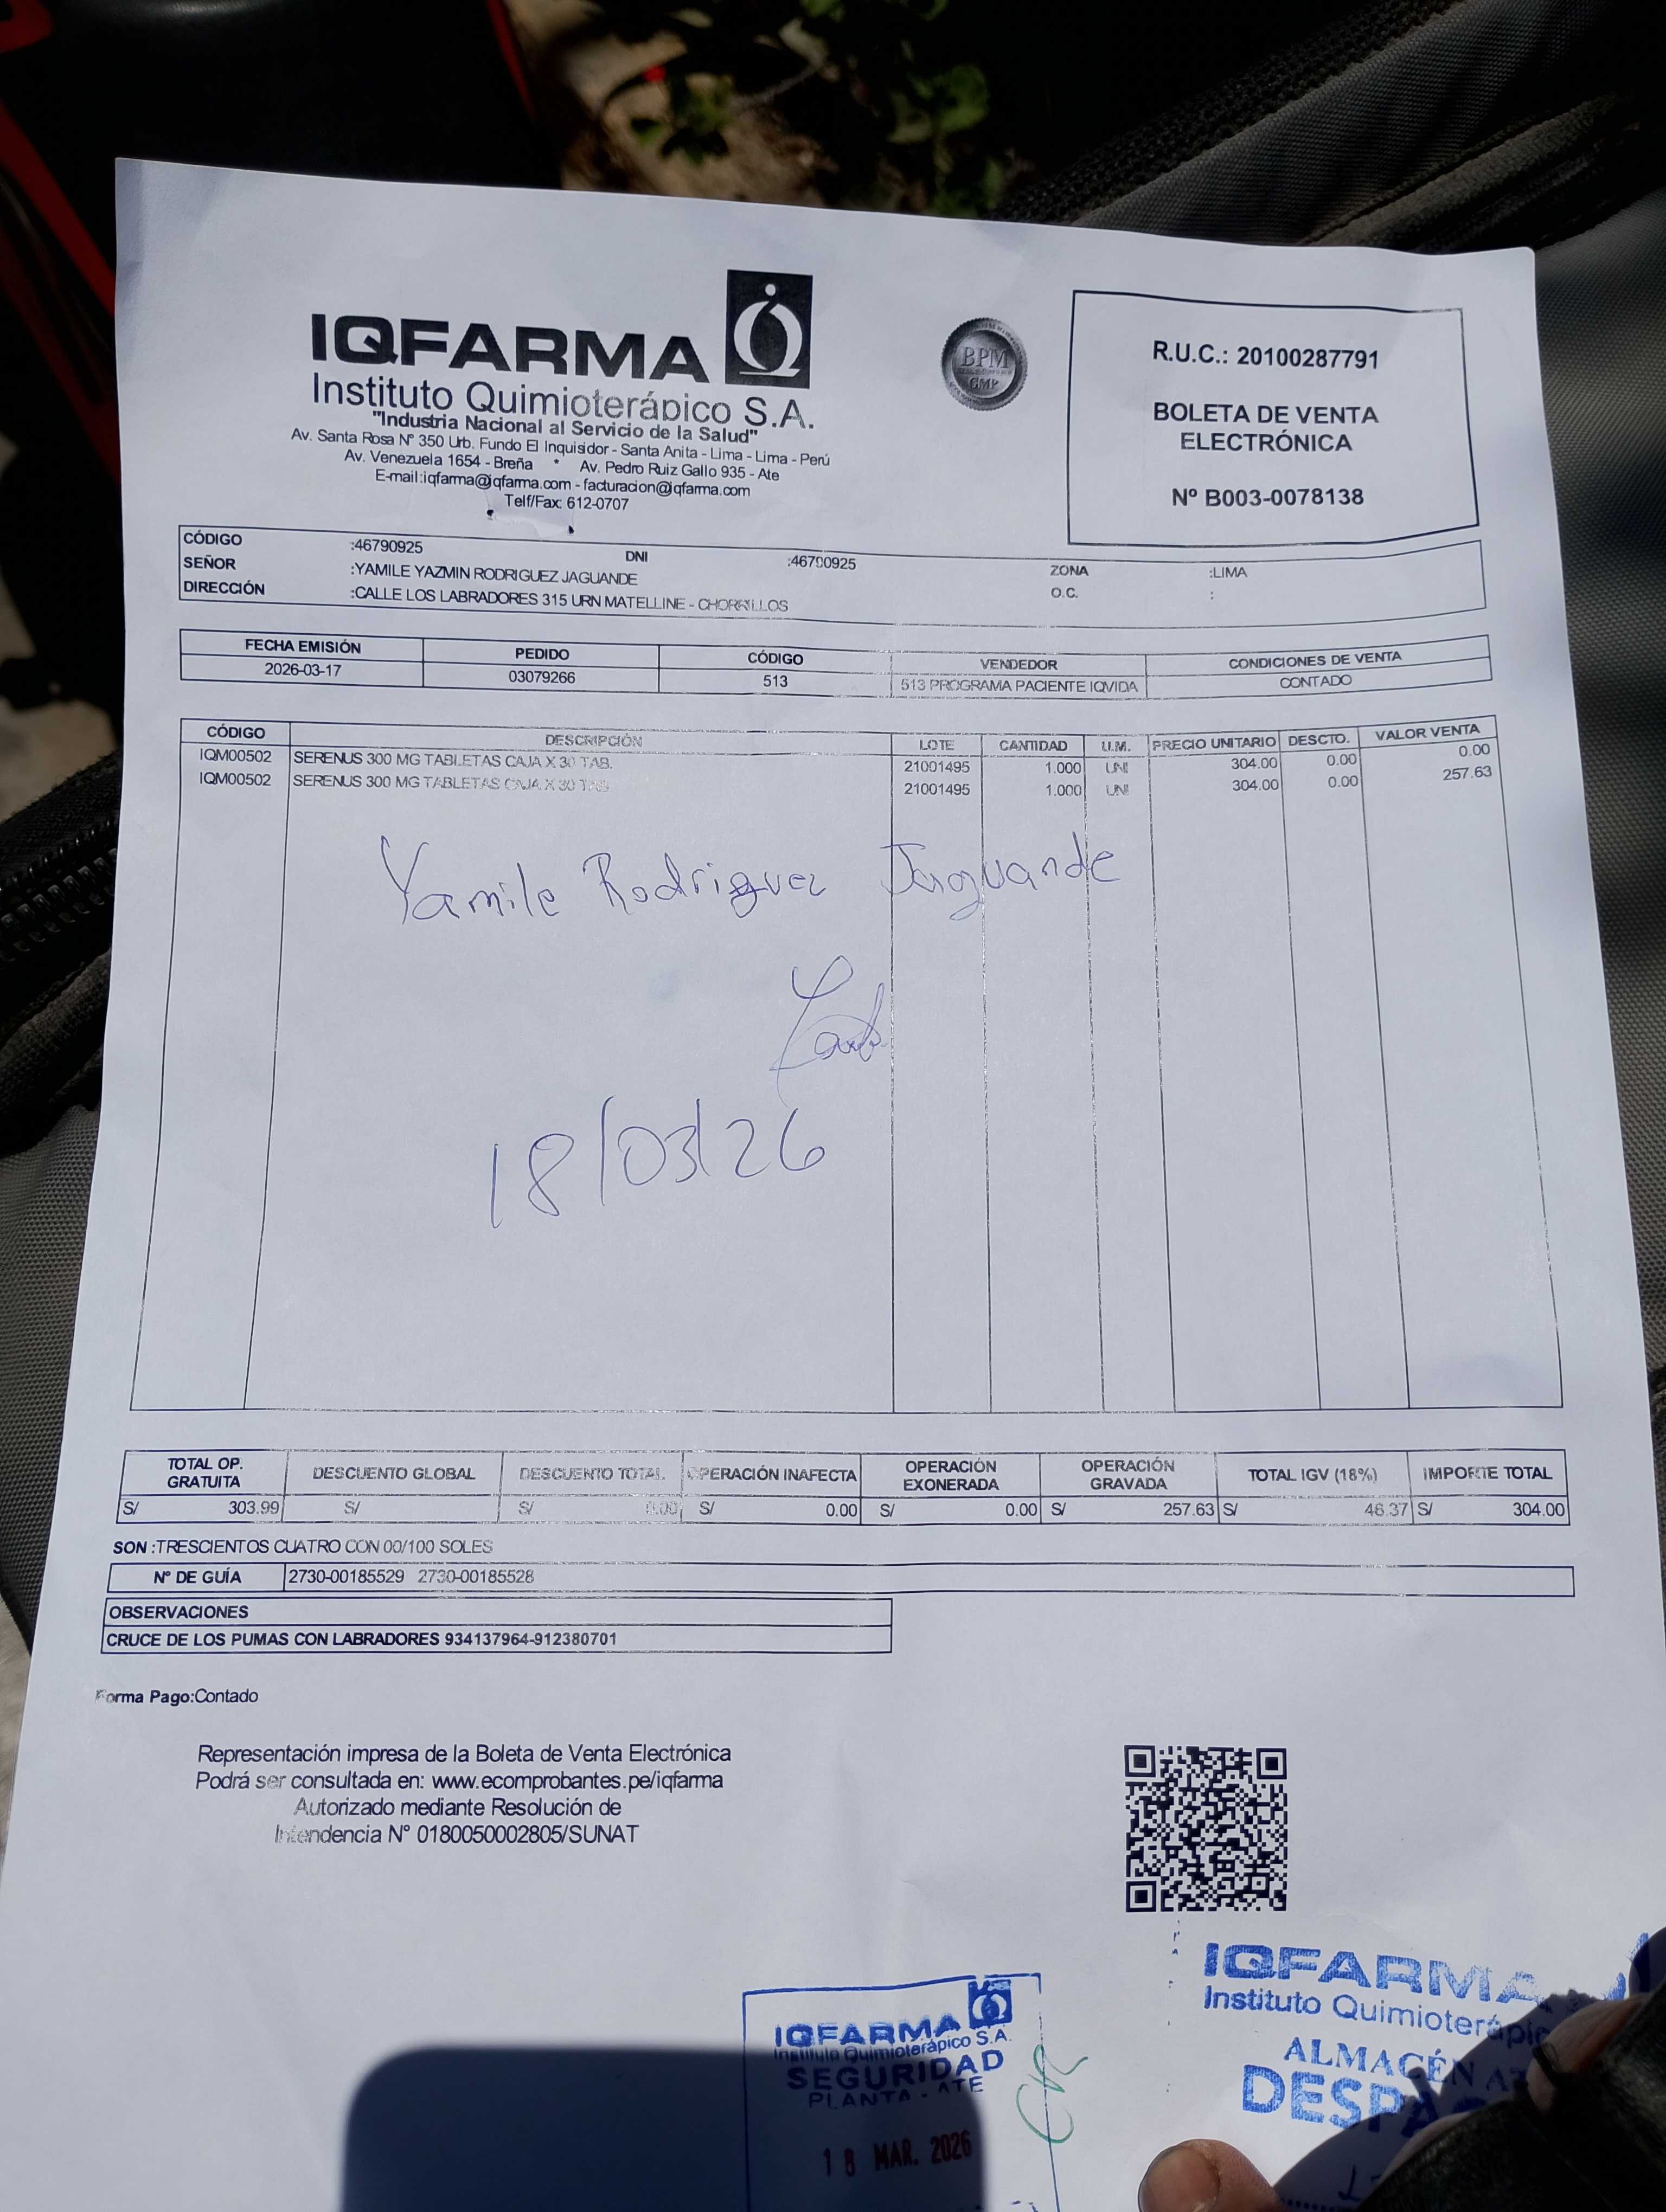 IQFARMA
Instituto Quimioterápico S.A.
"Industria Nacional al Servicio de la Salud"
Av. Santa Rosa N° 350 Urb. Fundo El Inquisidor - Santa Anita - Lima - Lima - Perú
Av. Venezuela 1654 - Breña * Av. Pedro Ruiz Gallo 935 - Ate
E-mail:iqfarma@iqfarma.com - facturacion@iqfarma.com
Telf/Fax: 612-0707
BPM
GMP
R.U.C.: 20100287791
BOLETA DE VENTA
ELECTRÓNICA
Nº B003-0078138
CÓDIGO :46790925 DNI :46790925 ZONA :LIMA
SEÑOR :YAMILE YAZMIN RODRIGUEZ JAGUANDE O.C. :
DIRECCIÓN :CALLE LOS LABRADORES 315 URN MATELLINE - CHORRILLOS
FECHA EMISIÓN PEDIDO CÓDIGO VENDEDOR CONDICIONES DE VENTA
2026-03-17 03079266 513 513 PROGRAMA PACIENTE IQVIDA CONTADO
CÓDIGO DESCRIPCIÓN LOTE CANTIDAD U.M. PRECIO UNITARIO DESCTO. VALOR VENTA
IQM00502 SERENUS 300 MG TABLETAS CAJA X 30 TAB. 21001495 1.000 UNI 304.00 0.00 0.00
IQM00502 SERENUS 300 MG TABLETAS CAJA X 30 TAB. 21001495 1.000 UNI 304.00 0.00 257.63
Yamile Rodriguez Jaguande
18/03/26
TOTAL OP. GRATUITA DESCUENTO GLOBAL DESCUENTO TOTAL OPERACIÓN INAFECTA OPERACIÓN EXONERADA OPERACIÓN GRAVADA TOTAL IGV (18%) IMPORTE TOTAL
S/ 303.99 S/ S/ 0.00 S/ 0.00 S/ 0.00 S/ 257.63 S/ 46.37 S/ 304.00
SON :TRESCIENTOS CUATRO CON 00/100 SOLES
N° DE GUÍA 2730-00185529 2730-00185528
OBSERVACIONES
CRUCE DE LOS PUMAS CON LABRADORES 934137964-912380701
Forma Pago:Contado
Representación impresa de la Boleta de Venta Electrónica
Podrá ser consultada en: www.ecomprobantes.pe/iqfarma
Autorizado mediante Resolución de
Intendencia N° 0180050002805/SUNAT
IQFARMA
Instituto Quimioterápico S.A.
SEGURIDAD
PLANTA - ATE
18 MAR. 2026
IQFARMA
Instituto Quimioterápic
ALMACÉN AT
DESPA